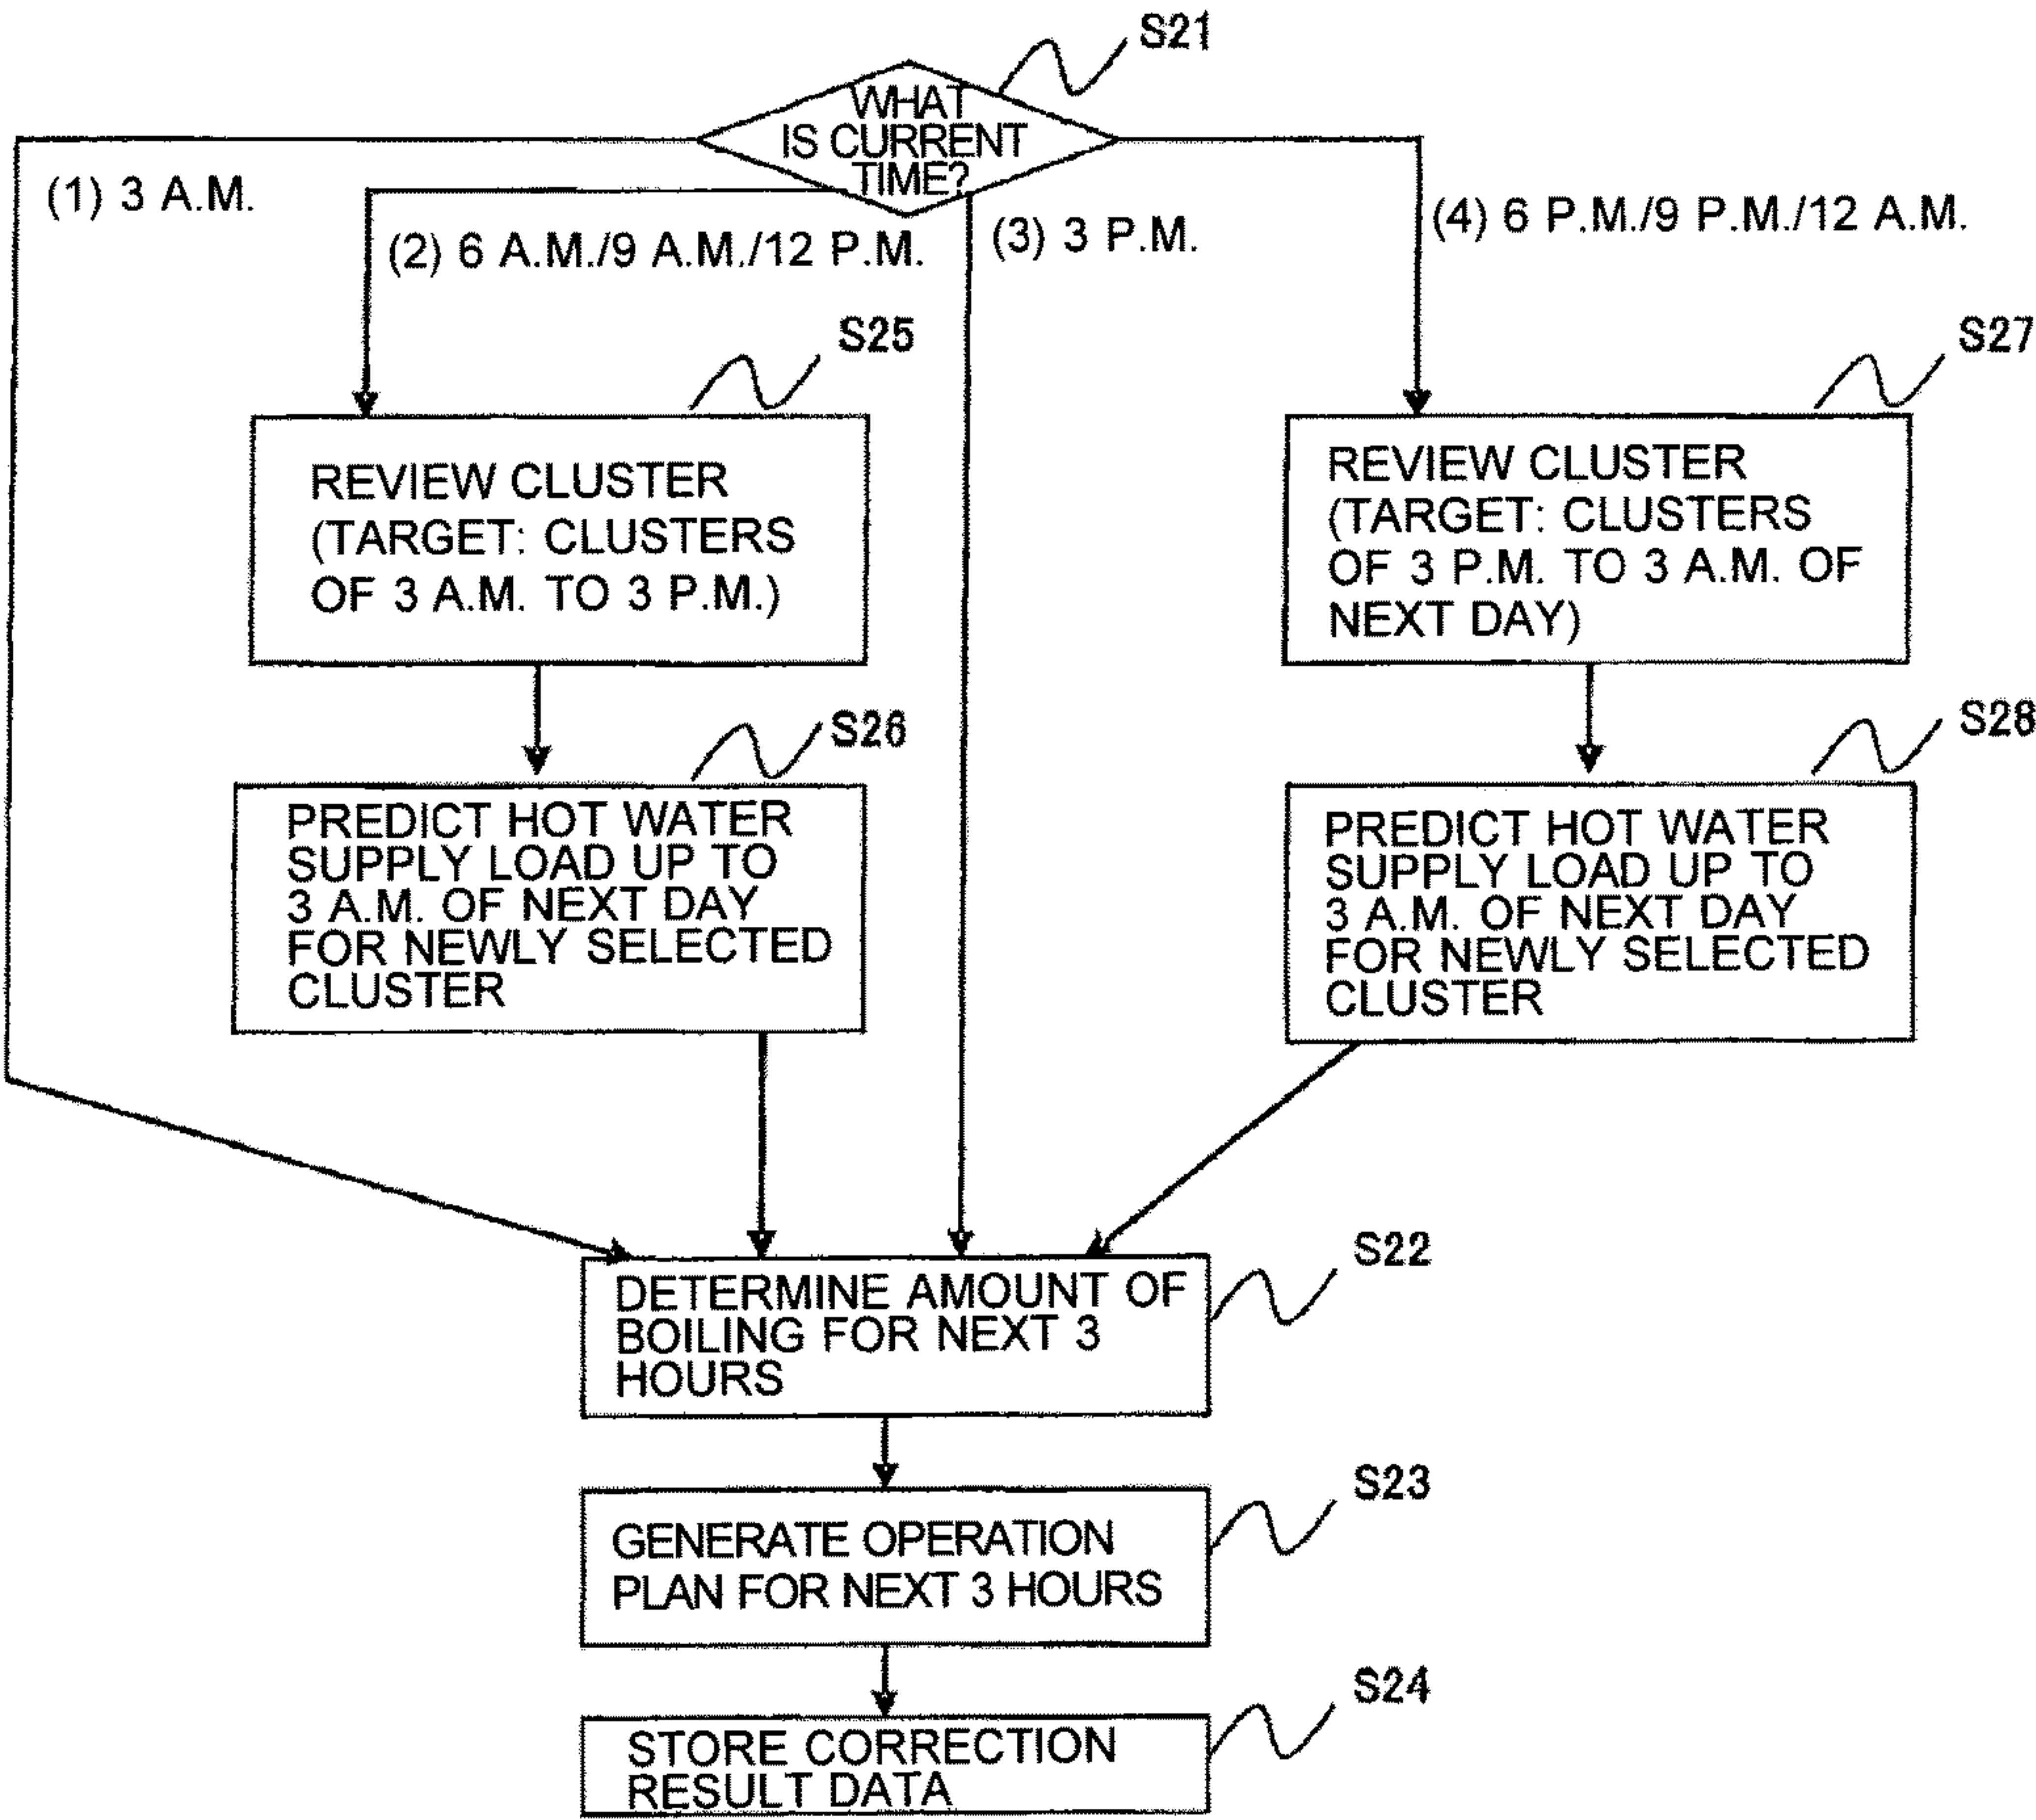 S21
WHAT
IS CURRENT
TIME?
(1) 3 A.M.
(2) 6 A.M./9 A.M./12 P.M.
(3) 3 P.M.
(4) 6 P.M./9 P.M./12 A.M.
S25
REVIEW CLUSTER
(TARGET: CLUSTERS
OF 3 A.M. TO 3 P.M.)
S27
REVIEW CLUSTER
(TARGET: CLUSTERS
OF 3 P.M. TO 3 A.M. OF
NEXT DAY)
S26
PREDICT HOT WATER
SUPPLY LOAD UP TO
3 A.M. OF NEXT DAY
FOR NEWLY SELECTED
CLUSTER
S28
PREDICT HOT WATER
SUPPLY LOAD UP TO
3 A.M. OF NEXT DAY
FOR NEWLY SELECTED
CLUSTER
S22
DETERMINE AMOUNT OF
BOILING FOR NEXT 3
HOURS
S23
GENERATE OPERATION
PLAN FOR NEXT 3 HOURS
S24
STORE CORRECTION
RESULT DATA